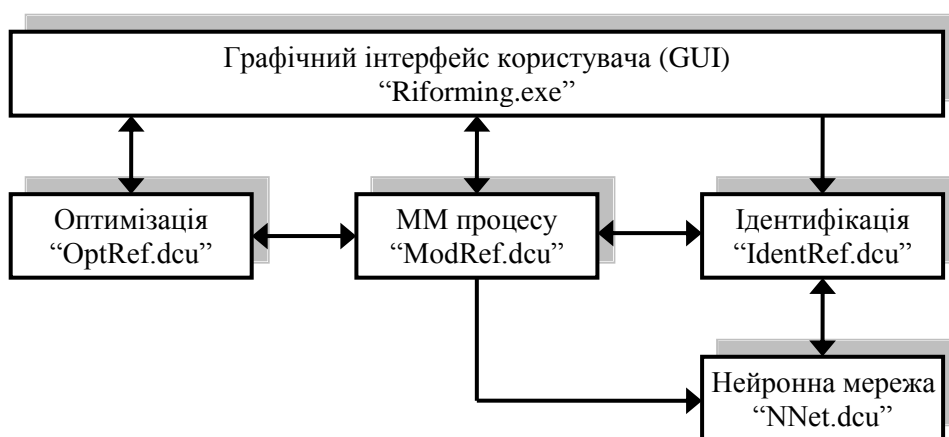 Графічний інтерфейс користувача (GUI)
“Riforming.exe”
Оптимізація
“OptRef.dcu”
ММ процесу
“ModRef.dcu”
Ідентифікація
“IdentRef.dcu”
Нейронна мережа
“NNet.dcu”